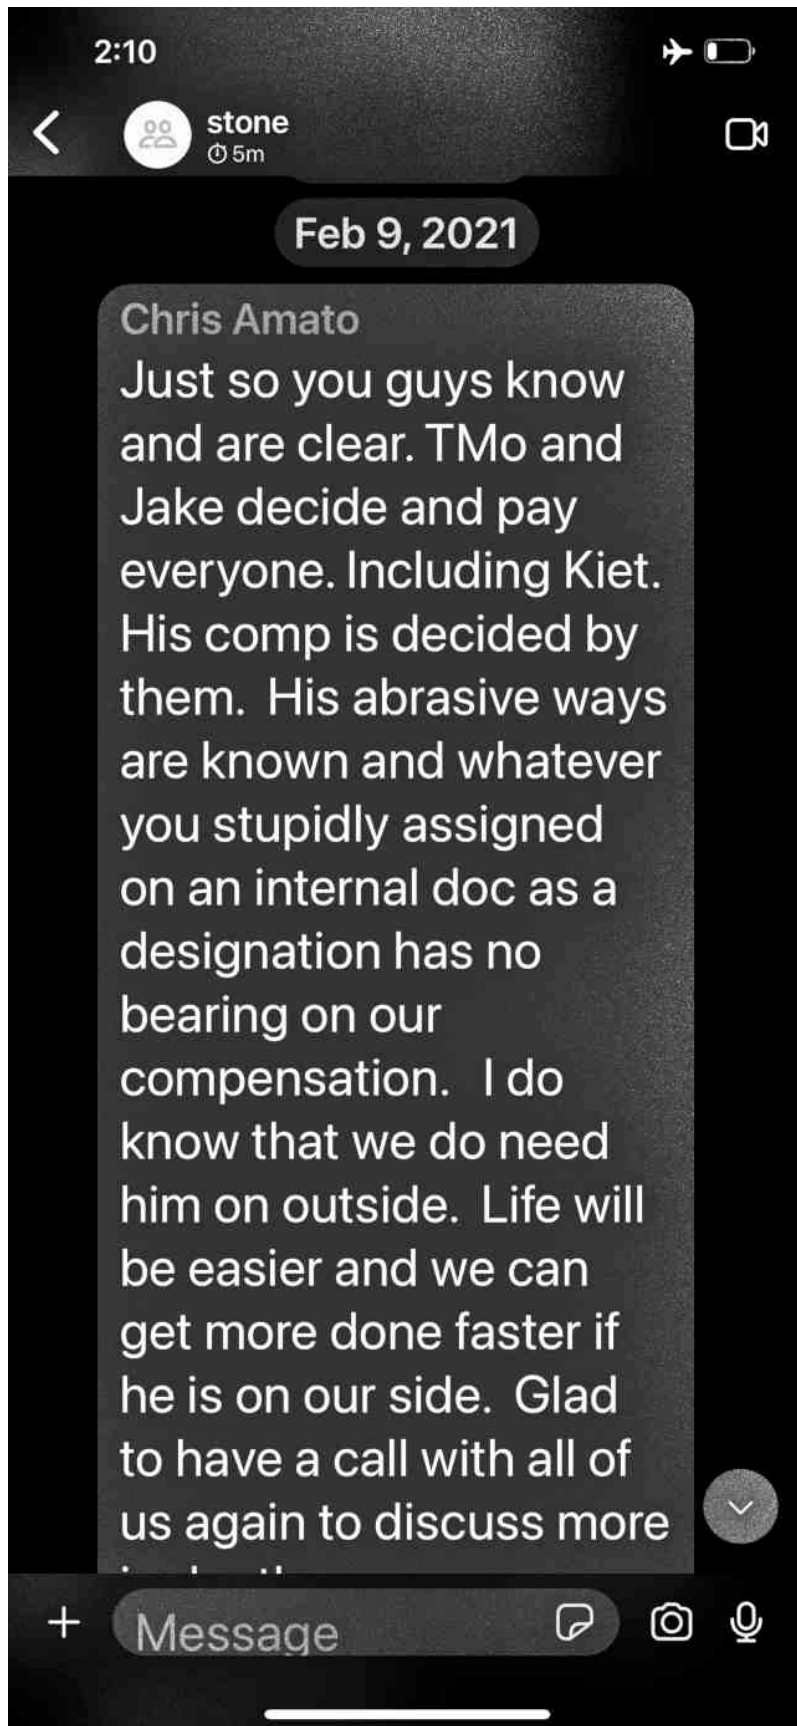 2:10
stone
5m
Feb 9, 2021
Chris Amato
Just so you guys know
and are clear. TMo and
Jake decide and pay
everyone. Including Kiet.
His comp is decided by
them.  His abrasive ways
are known and whatever
you stupidly assigned
on an internal doc as a
designation has no
bearing on our
compensation.   I do
know that we do need
him on outside.  Life will
be easier and we can
get more done faster if
he is on our side.  Glad
to have a call with all of
us again to discuss more
Message